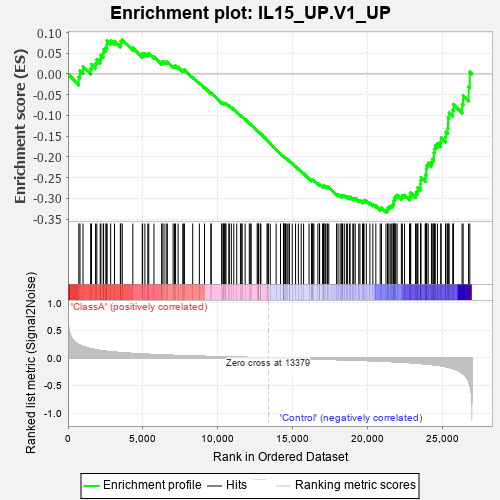 Enrichment plot: IL15_UP.V1_UP
Enrichment score (ES)
0.10
0.05
0.00
-0.05
-0.10
-0.15
-0.20
-0.25
-0.30
-0.35
Ranked list metric (Signal2Noise)
1.0
0.5
0.0
-0.5
-1.0
'ClassA' (positively correlated)
Zero cross at 13379
'Control' (negatively correlated)
0
5,000
10,000
15,000
20,000
25,000
Rank in Ordered Dataset
Enrichment profile
Hits
Ranking metric scores